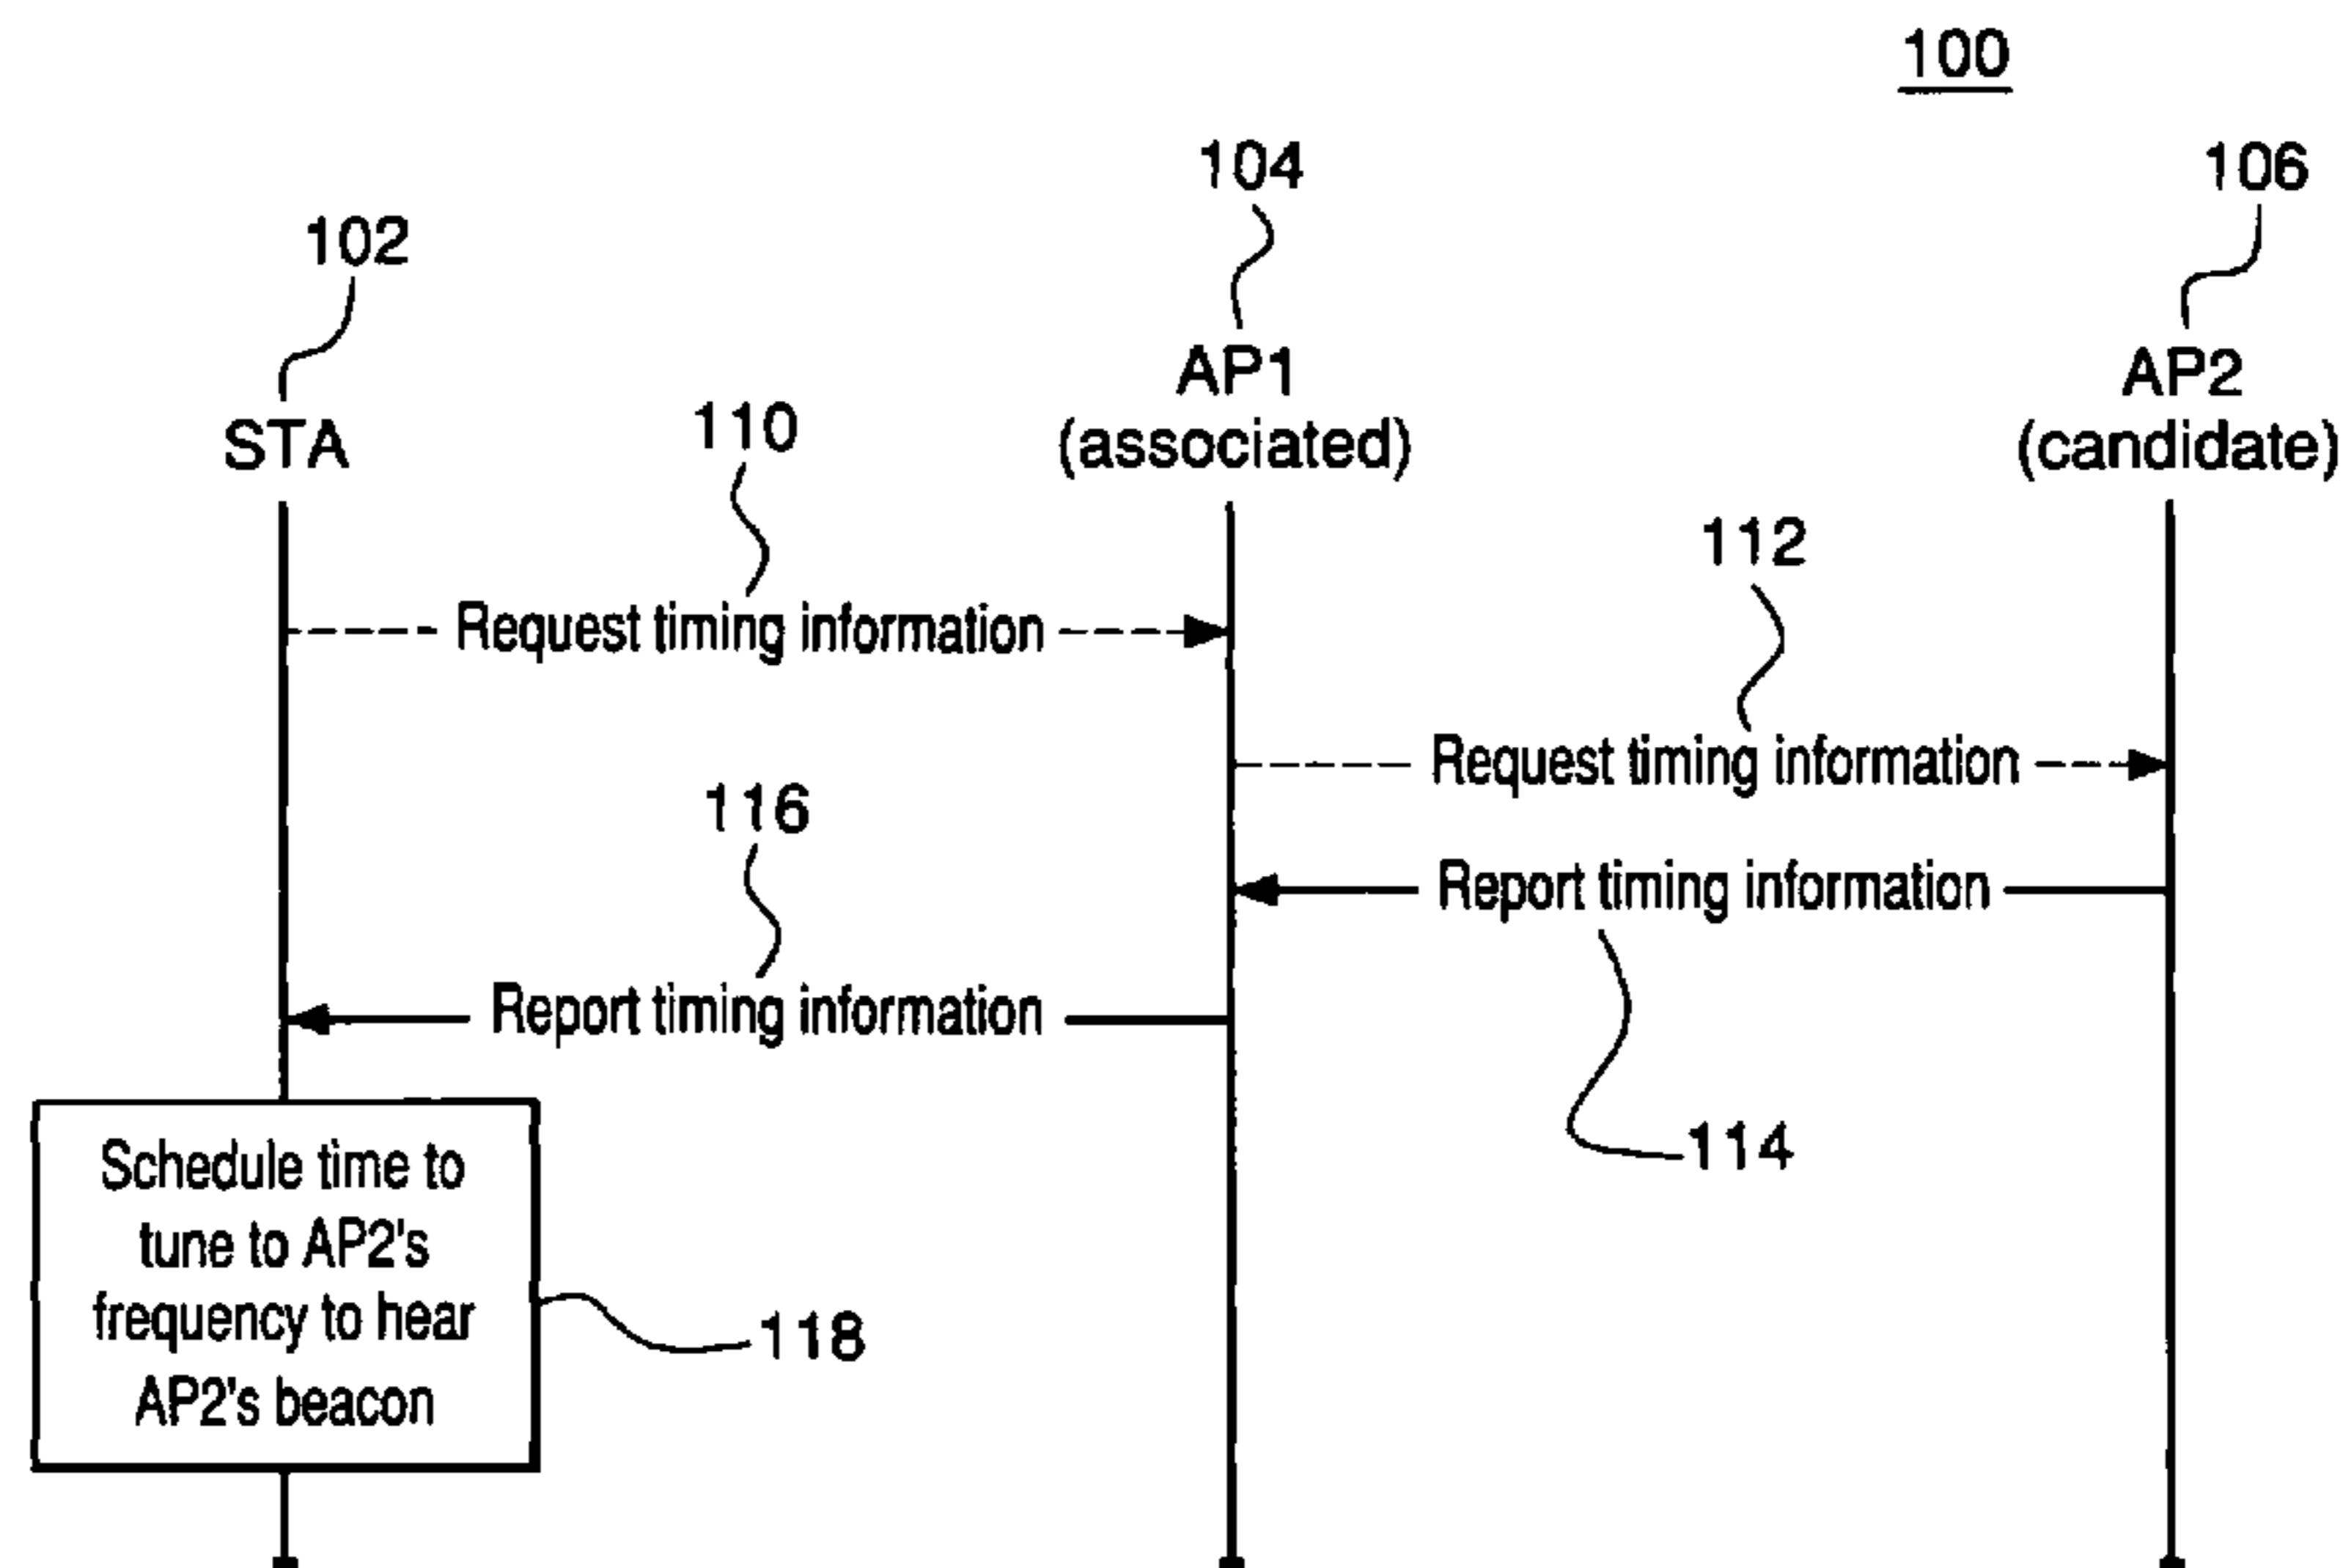 100
104
106
102
AP1
(associated)
AP2
(candidate)
STA
110
112
Request timing information
Request timing information
116
Report timing information
Report timing information
114
Schedule time to
tune to AP2's
frequency to hear
AP2's beacon
118